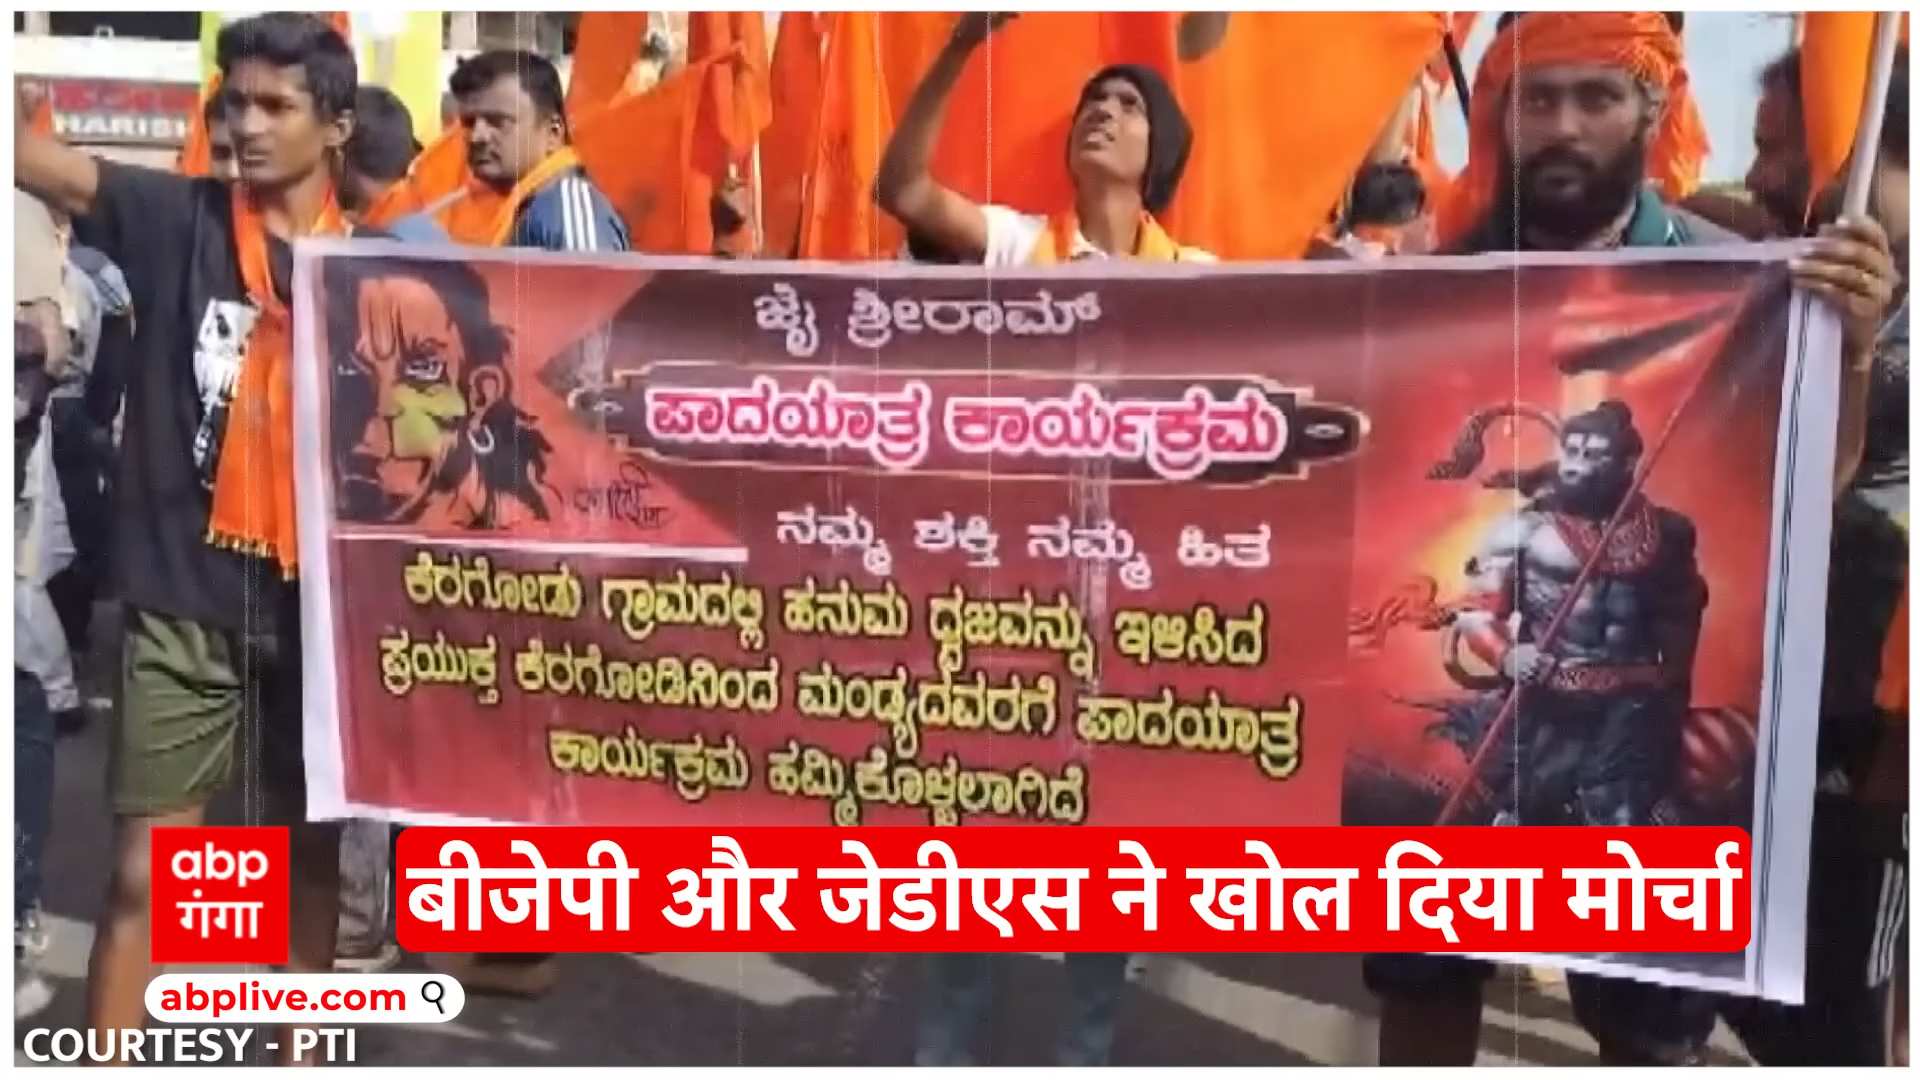 HARISH
ಜೈ ಶ್ರೀರಾಮ್
ಪಾದಯಾತ್ರ ಕಾರ್ಯಕ್ರಮ
ನಮ್ಮ ಶಕ್ತಿ ನಮ್ಮ ಹಿತ
ಕೆರಗೋಡು ಗ್ರಾಮದಲ್ಲಿ ಹನುಮ ಧ್ವಜವನ್ನು ಇಳಿಸಿದ
ಪ್ರಯುಕ್ತ ಕೆರಗೋಡಿನಿಂದ ಮಂಡ್ಯದವರಗೆ ಪಾದಯಾತ್ರ
ಕಾರ್ಯಕ್ರಮ ಹಮ್ಮಿಕೊಳ್ಳಲಾಗಿದೆ
abp
गंगा
बीजेपी और जेडीएस ने खोल दिया मोर्चा
abplive.com
COURTESY - PTI